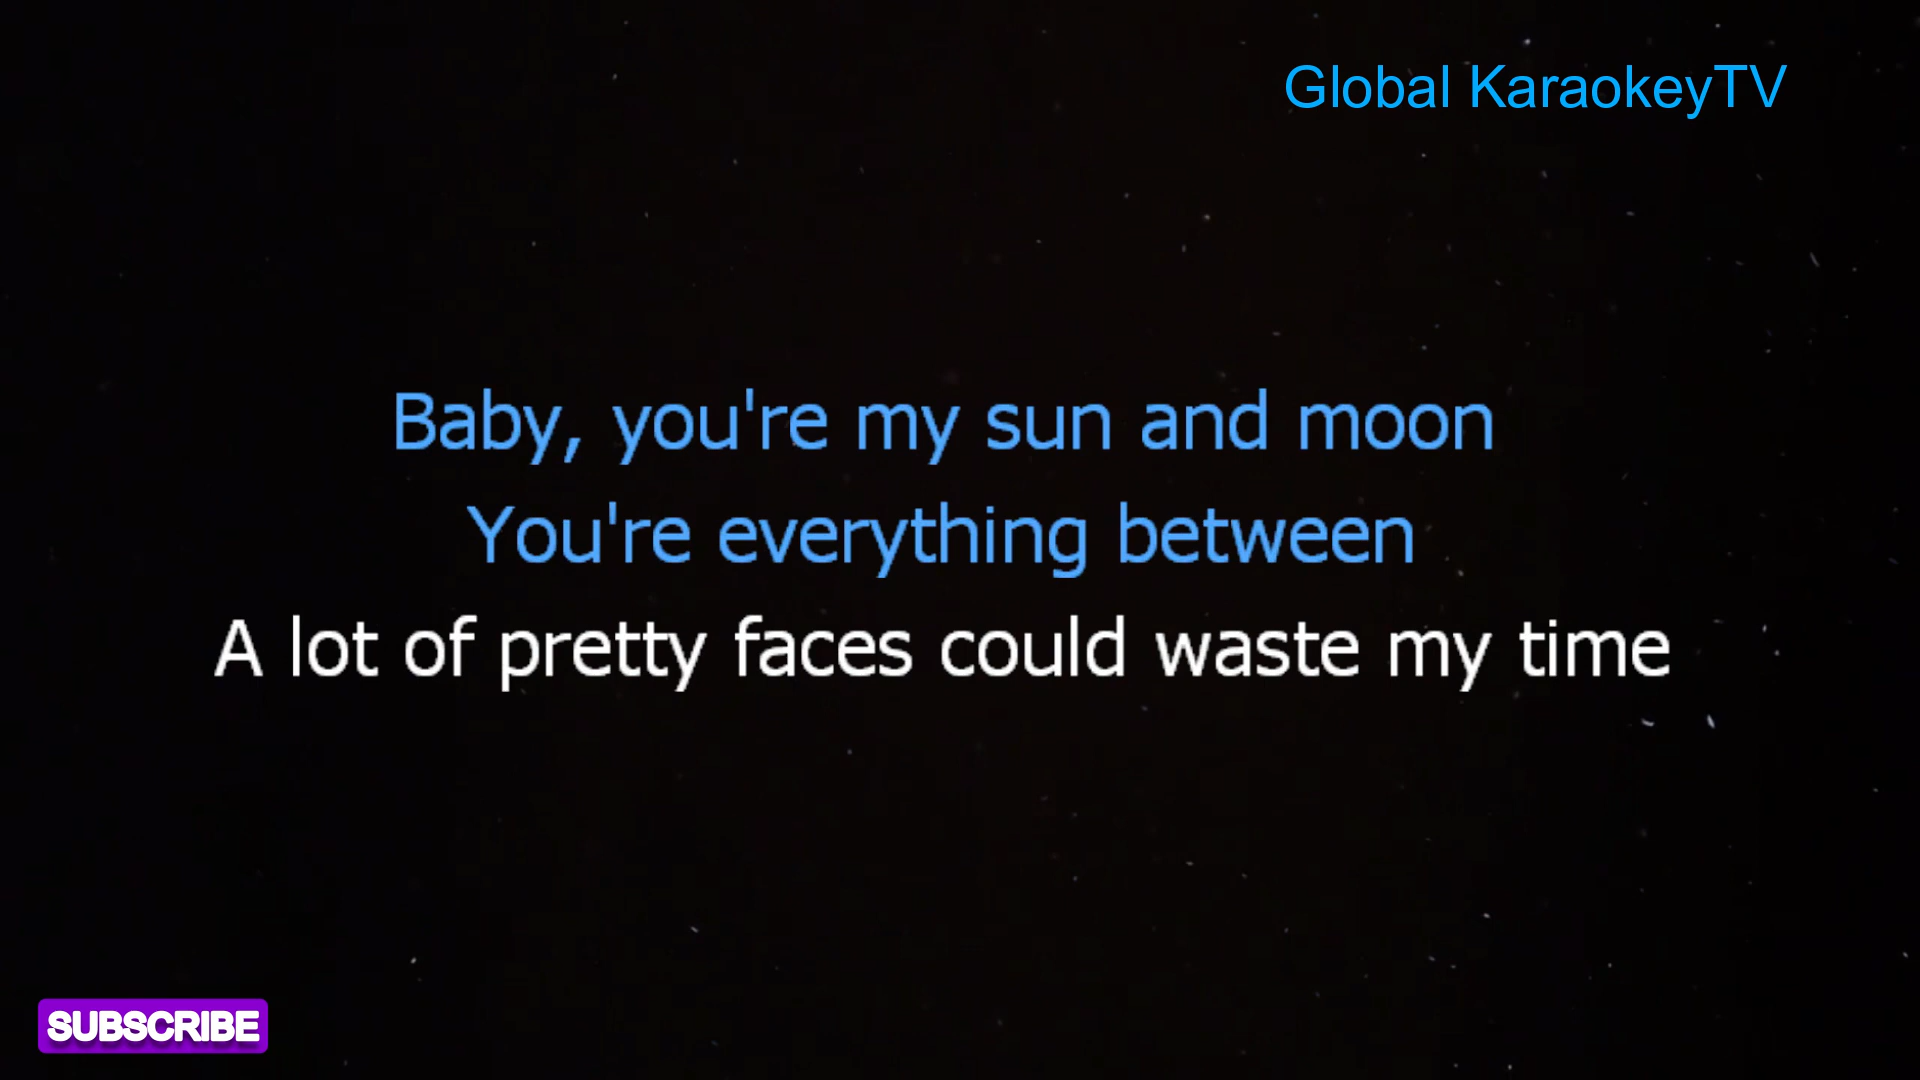 Global KaraokeyTV
Baby, you're my sun and moon
You're everything between
A lot of pretty faces could waste my time
SUBSCRIBE